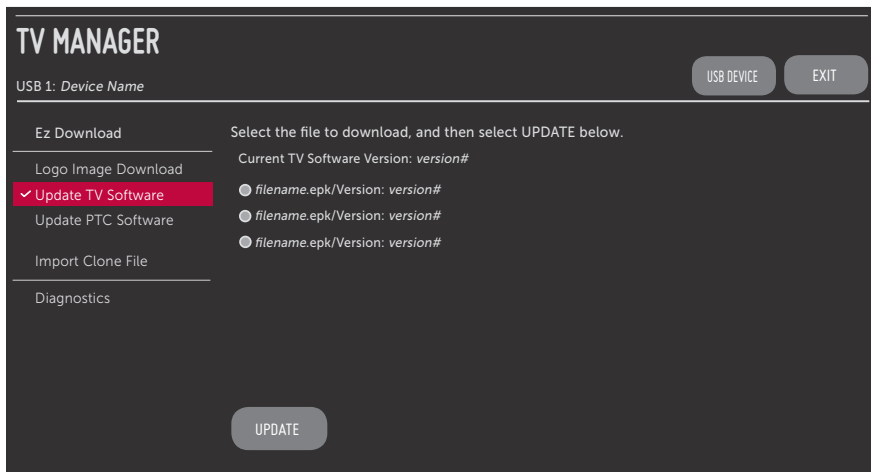 TV MANAGER
USB 1: Device Name
USB DEVICE
EXIT
Ez Download
Logo Image Download
Update TV Software
Update PTC Software
Import Clone File
Diagnostics
Select the file to download, and then select UPDATE below.
Current TV Software Version: version#
filename.epk/Version: version#
filename.epk/Version: version#
filename.epk/Version: version#
UPDATE